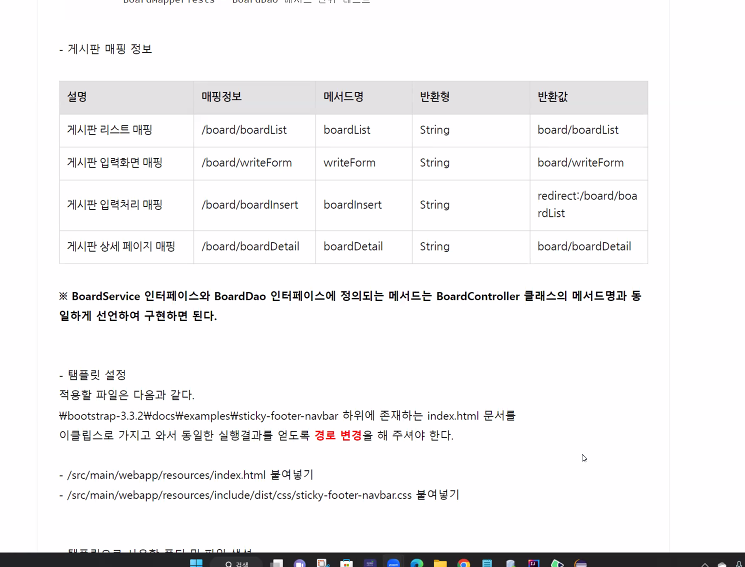 - 게시판 매핑 정보
설명 매핑정보 메서드명 반환형 반환값
게시판 리스트 매핑 /board/boardList boardList String board/boardList
게시판 입력화면 매핑 /board/writeForm writeForm String board/writeForm
게시판 입력처리 매핑 /board/boardInsert boardInsert String redirect:/board/boa
rdList
게시판 상세 페이지 매핑 /board/boardDetail boardDetail String board/boardDetail
※ BoardService 인터페이스와 BoardDao 인터페이스에 정의되는 메서드는 BoardController 클래스의 메서드명과 동
일하게 선언하여 구현하면 된다.
- 탬플릿 설정
적용할 파일은 다음과 같다.
₩bootstrap-3.3.2₩docs₩examples₩sticky-footer-navbar 하위에 존재하는 index.html 문서를
이클립스로 가지고 와서 동일한 실행결과를 얻도록 경로 변경을 해 주셔야 한다.
- /src/main/webapp/resources/index.html 붙여넣기
- /src/main/webapp/resources/include/dist/css/sticky-footer-navbar.css 붙여넣기
검색